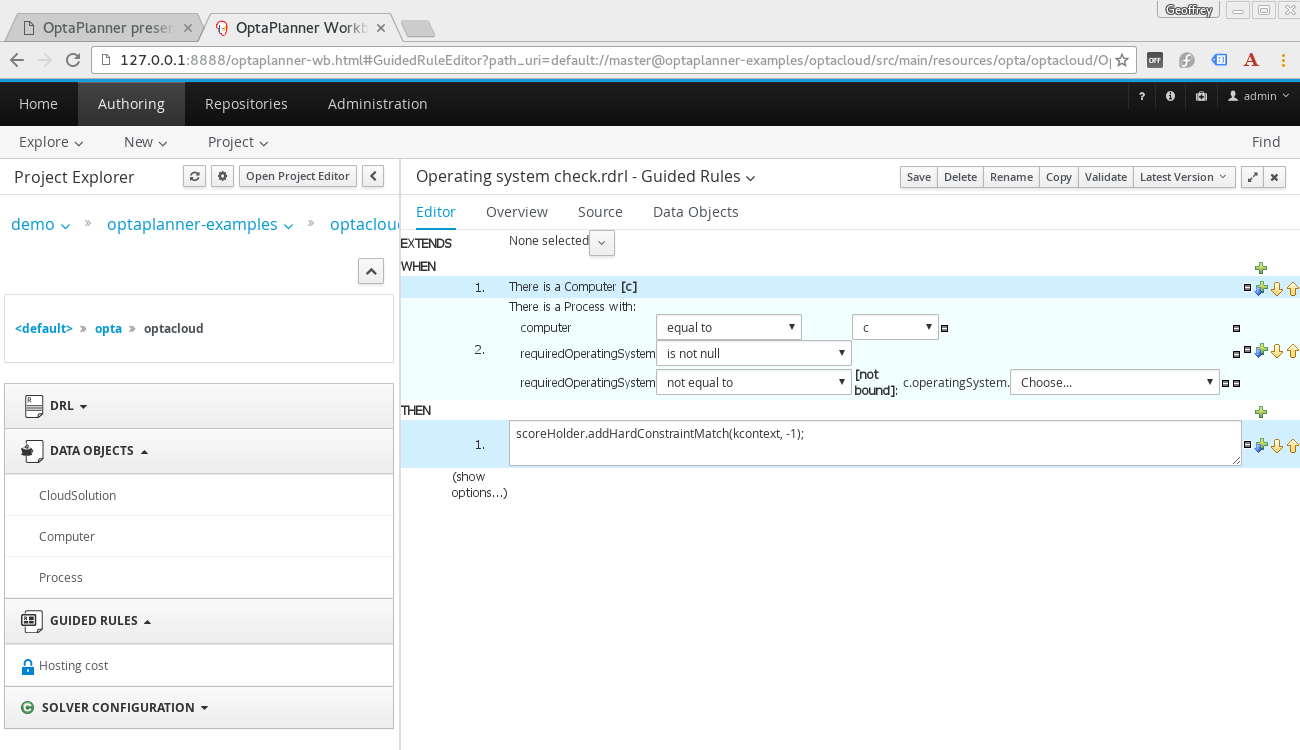 Geoffrey
OptaPlanner presen
OptaPlanner Workb
127.0.0.1:8888/optaplanner-wb.html#GuidedRuleEditor?path_uri=default://master@optaplanner-examples/optacloud/src/main/resources/opta/optacloud/Op
OFF
Home Authoring Repositories Administration ? admin
Explore New Project Find
Project Explorer Open Project Editor
demo » optaplanner-examples » optaclou
<default> » opta » optacloud
DRL
DATA OBJECTS
CloudSolution
Computer
Process
GUIDED RULES
Hosting cost
SOLVER CONFIGURATION
Operating system check.rdrl - Guided Rules Save Delete Rename Copy Validate Latest Version
Editor Overview Source Data Objects
EXTENDS None selected
WHEN
1. There is a Computer [c]
There is a Process with:
computer equal to c
2.
requiredOperatingSystem is not null
requiredOperatingSystem not equal to [not bound]: c.operatingSystem. Choose...
THEN
1. scoreHolder.addHardConstraintMatch(kcontext, -1);
(show
options...)